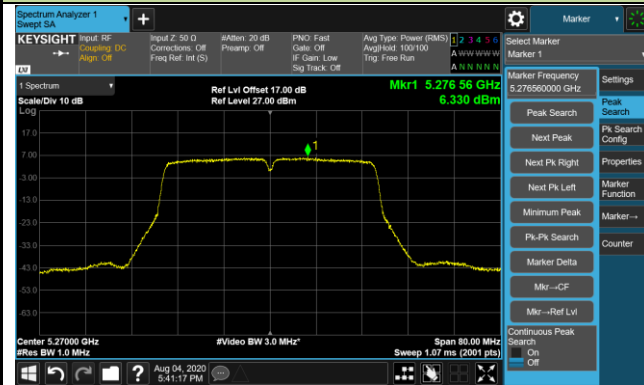 Spectrum Analyzer 1
Swept SA
+
Marker
KEYSIGHT
Input: RF
Coupling: DC
Align: Off
Input Z: 50 Ω
Corrections: Off
Freq Ref: Int (S)
#Atten: 20 dB
Preamp: Off
PNO: Fast
Gate: Off
IF Gain: Low
Sig Track: Off
Avg Type: Power (RMS)
Avg|Hold: 100/100
Trig: Free Run
1 2 3 4 5 6
A W W W W W
A N N N N N
LXI
Select Marker
Marker 1
1 Spectrum
Scale/Div 10 dB
Log
Ref Lvl Offset 17.00 dB
Ref Level 27.00 dBm
Mkr1 5.276 56 GHz
6.330 dBm
17.0
7.00
-3.00
-13.0
-23.0
-33.0
-43.0
-53.0
-63.0
1
Center 5.27000 GHz
#Res BW 1.0 MHz
#Video BW 3.0 MHz*
Span 80.00 MHz
Sweep 1.07 ms (2001 pts)
Marker Frequency
5.276560000 GHz
Peak Search
Next Peak
Next Pk Right
Next Pk Left
Minimum Peak
Pk-Pk Search
Marker Delta
Mkr→CF
Mkr→Ref Lvl
Continuous Peak
Search
On
Off
Settings
Peak
Search
Pk Search
Config
Properties
Marker
Function
Marker→
Counter
?
Aug 04, 2020
5:41:17 PM